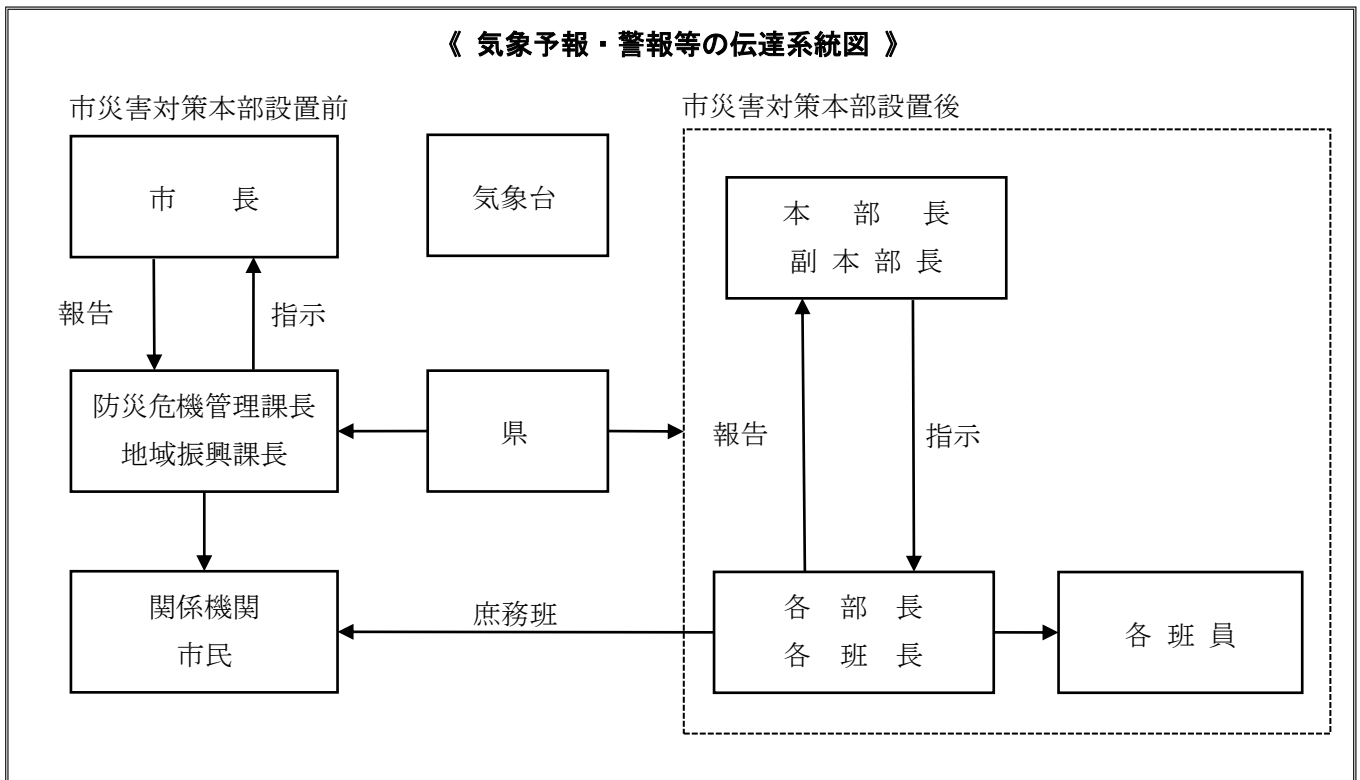 《 気象予報・警報等の伝達系統図 》
市災害対策本部設置前
市災害対策本部設置後
市　長
気象台
本　部　長
副 本 部 長
報告
指示
防災危機管理課長
地域振興課長
県
報告
指示
関係機関
市民
庶務班
各 部 長
各 班 長
各 班 員